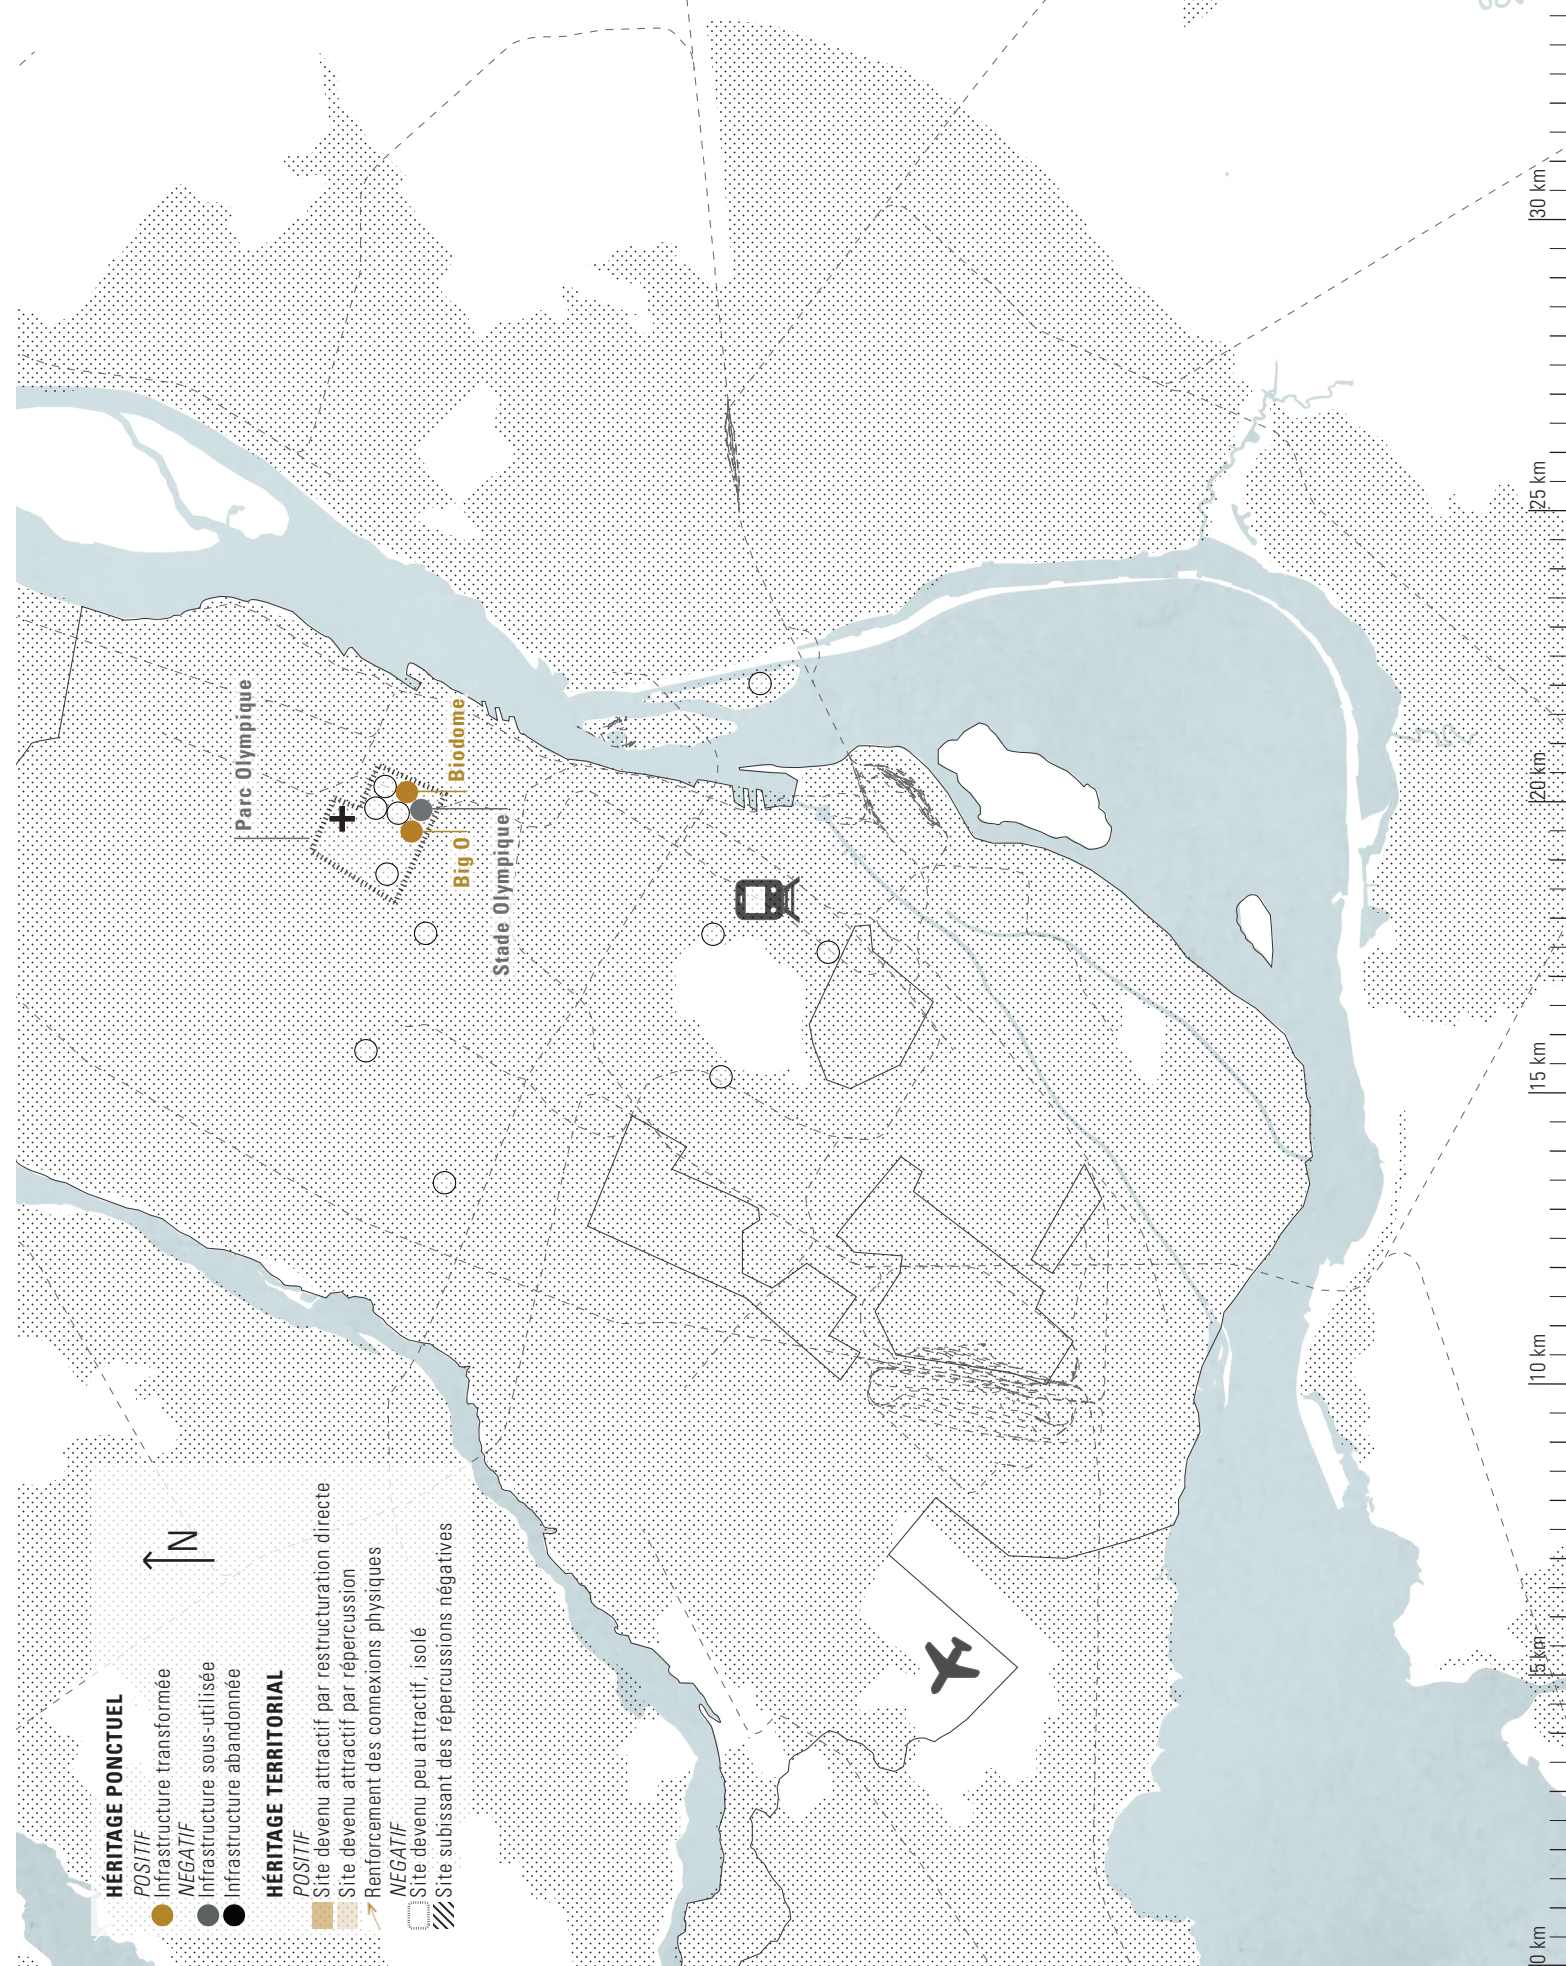 HÉRITAGE PONCTUEL
POSITIF
Infrastructure transformée
NEGATIF
Infrastructure sous-utilisée
Infrastructure abandonnée
HÉRITAGE TERRITORIAL
POSITIF
Site devenu attractif par restructuration directe
Site devenu attractif par répercussion
Renforcement des connexions physiques
NEGATIF
Site devenu peu attractif, isolé
Site subissant des répercussions négatives
N
Parc Olympique
Big O
Biodome
Stade Olympique
0 km
5 km
10 km
15 km
20 km
25 km
30 km